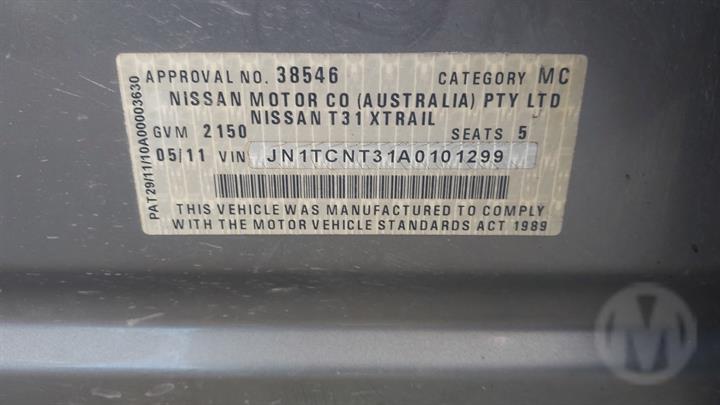 APPROVAL NO. 38546 CATEGORY MC
NISSAN MOTOR CO (AUSTRALIA) PTY LTD
NISSAN T31 XTRAIL
GVM 2150 SEATS 5
05/11 VIN JN1TCNT31A0101299
THIS VEHICLE WAS MANUFACTURED TO COMPLY
WITH THE MOTOR VEHICLE STANDARDS ACT 1989
PAT29/11/10A00003630
M